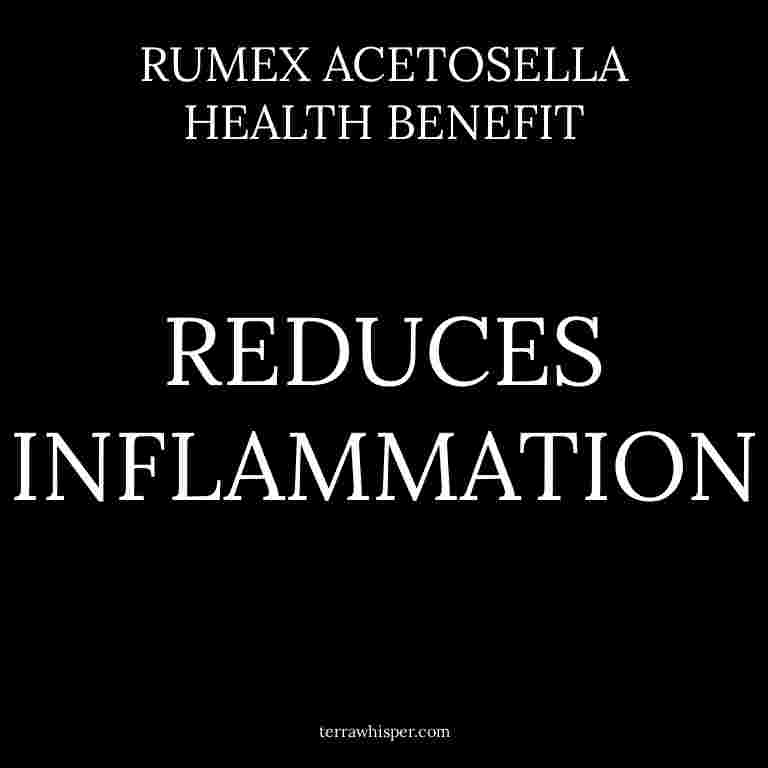 RUMEX ACETOSELLA
HEALTH BENEFIT
REDUCES
INFLAMMATION
terrawhisper.com